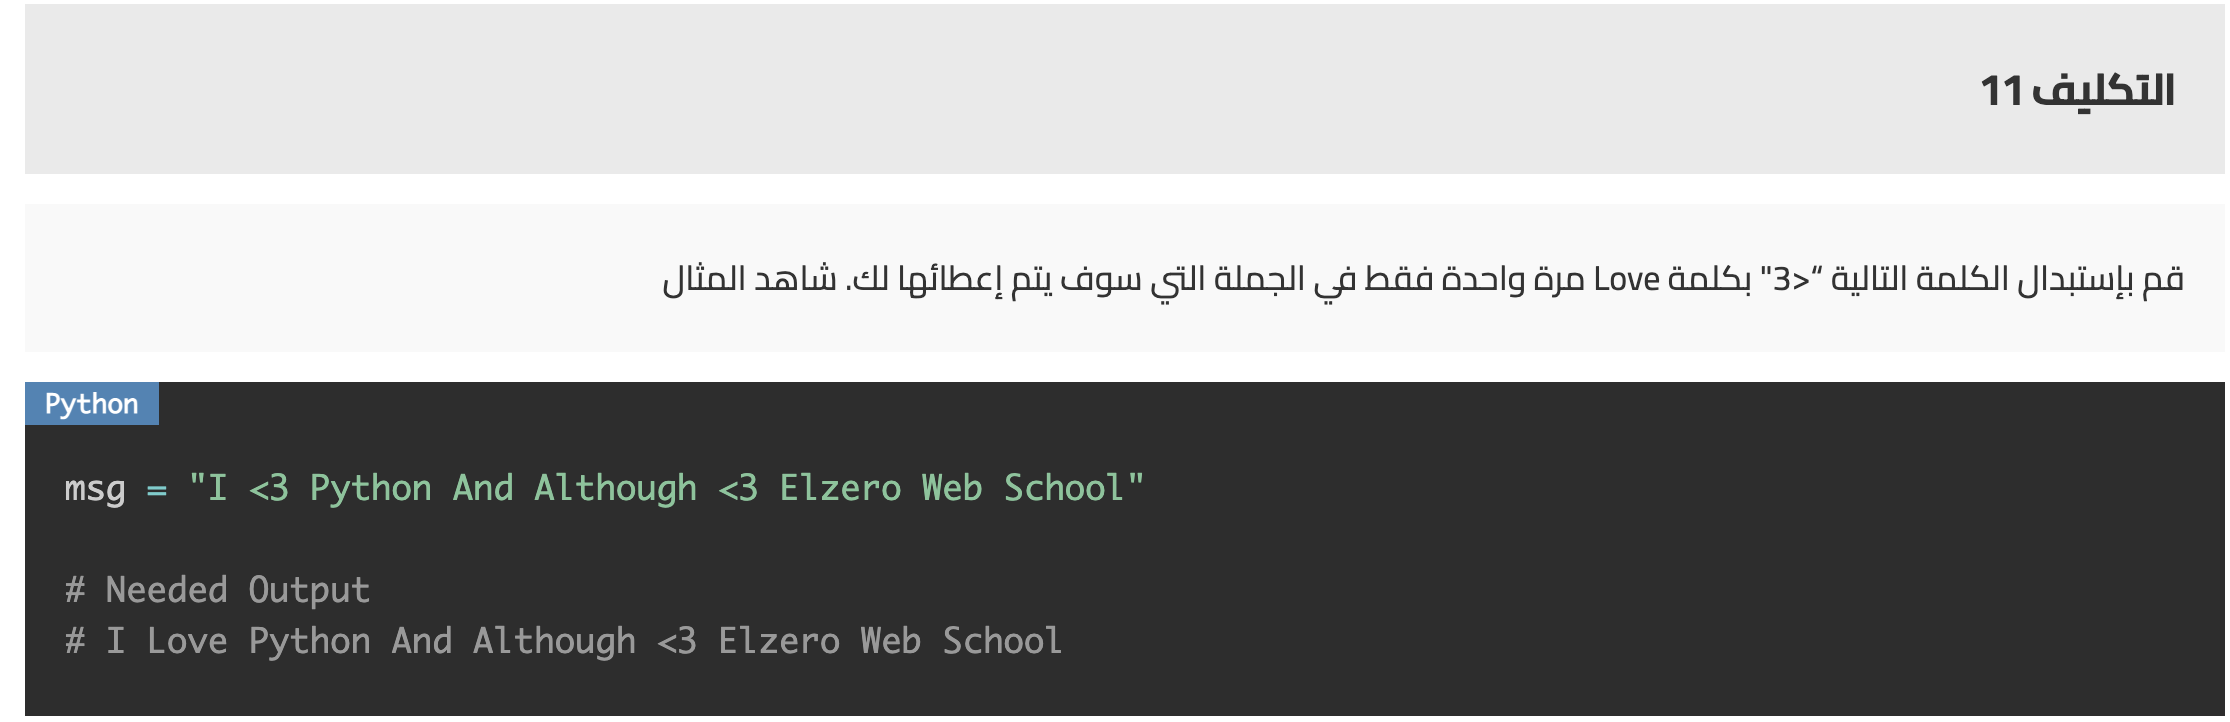 التكليف 11
قم بإستبدال الكلمة التالية “<3" بكلمة Love مرة واحدة فقط في الجملة التي سوف يتم إعطائها لك. شاهد المثال
Python
msg = "I <3 Python And Although <3 Elzero Web School"
# Needed Output
# I Love Python And Although <3 Elzero Web School